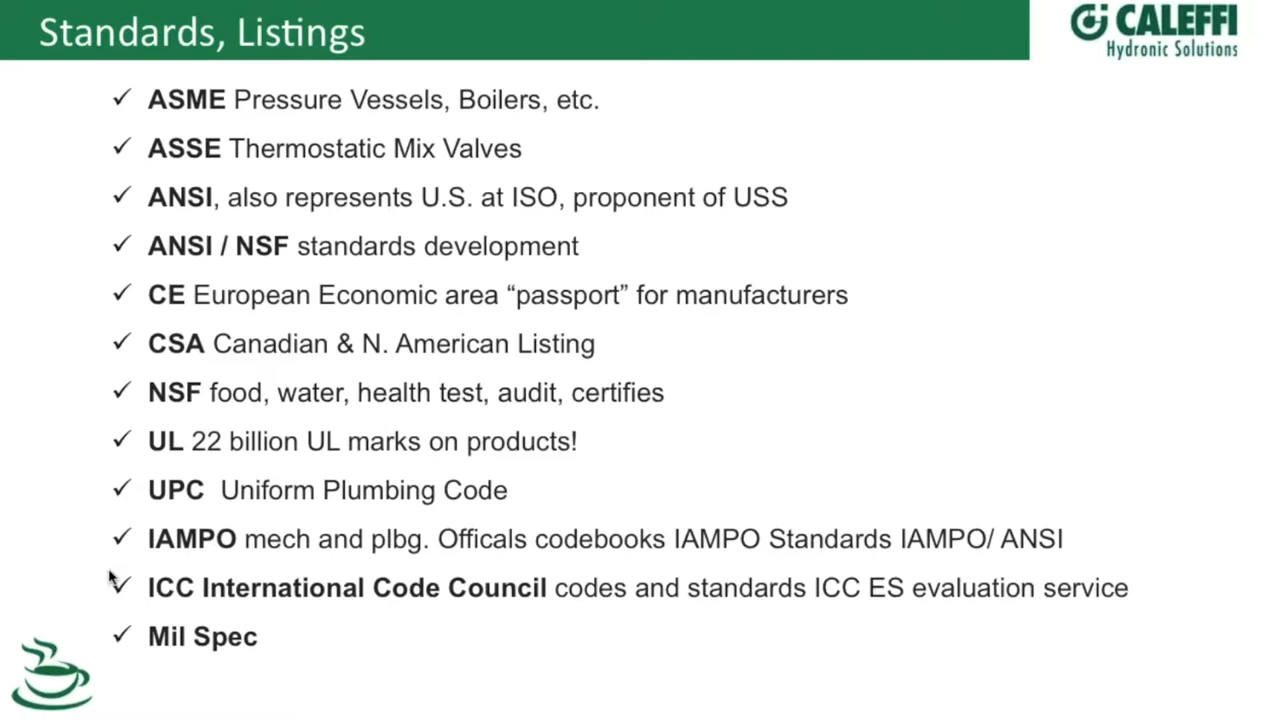 Standards, Listings
CALEFFI
Hydronic Solutions
✓ ASME Pressure Vessels, Boilers, etc.
✓ ASSE Thermostatic Mix Valves
✓ ANSI, also represents U.S. at ISO, proponent of USS
✓ ANSI / NSF standards development
✓ CE European Economic area “passport” for manufacturers
✓ CSA Canadian & N. American Listing
✓ NSF food, water, health test, audit, certifies
✓ UL 22 billion UL marks on products!
✓ UPC  Uniform Plumbing Code
✓ IAMPO mech and plbg. Officals codebooks IAMPO Standards IAMPO/ ANSI
✓ ICC International Code Council codes and standards ICC ES evaluation service
✓ Mil Spec